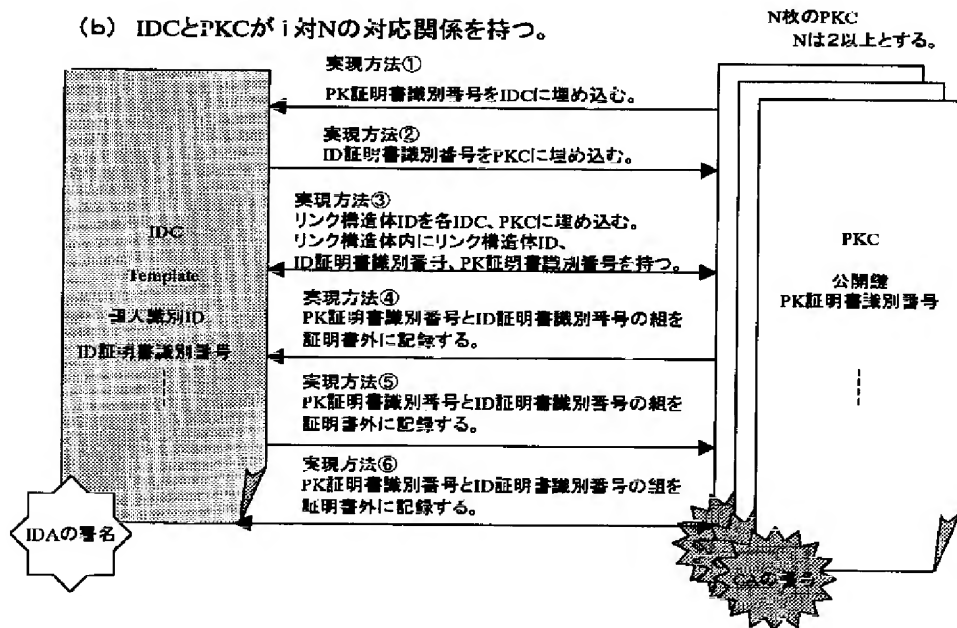 (b) IDCとPKCが1対Nの対応関係を持つ。
N枚のPKC
Nは2以上とする。
実現方法①
PK証明書識別番号をIDCに埋め込む。
実現方法②
ID証明書識別番号をPKCに埋め込む。
実現方法③
リンク構造体IDを各IDC、PKCに埋め込む。
リンク構造体内にリンク構造体ID、
ID証明書識別番号、PK証明書識別番号を持つ。
実現方法④
PK証明書識別番号とID証明書識別番号の組を
証明書外に記録する。
実現方法⑤
PK証明書識別番号とID証明書識別番号の組を
証明書外に記録する。
実現方法⑥
PK証明書識別番号とID証明書識別番号の組を
証明書外に記録する。
IDC
Template
個人識別ID
ID証明書識別番号
IDAの署名
PKC
公開鍵
PK証明書識別番号
CAの署名